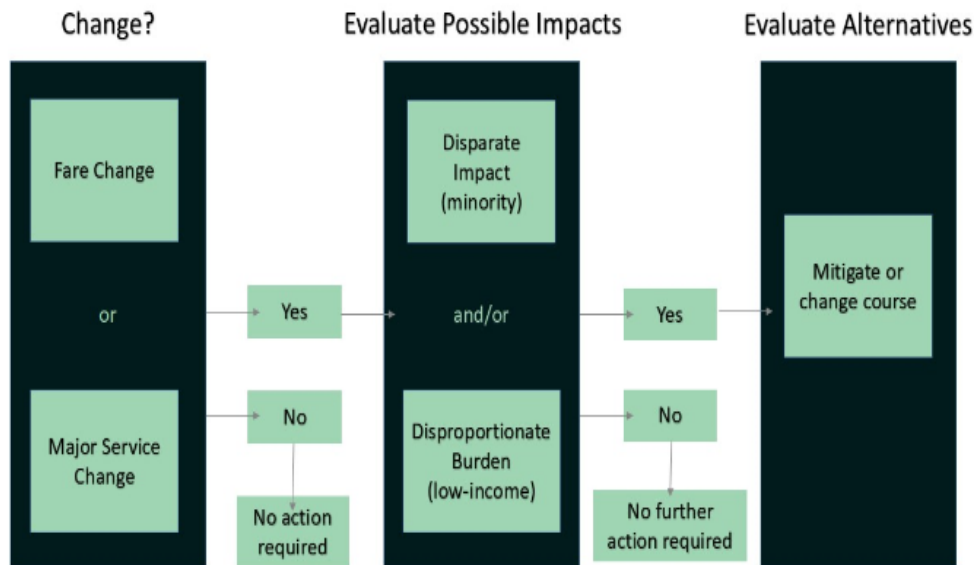 Change?
Evaluate Possible Impacts
Evaluate Alternatives
Fare Change
or
Major Service
Change
Yes
No
No action
required
Disparate
Impact
(minority)
and/or
Disproportionate
Burden
(low-income)
Yes
No
No further
action required
Mitigate or
change course